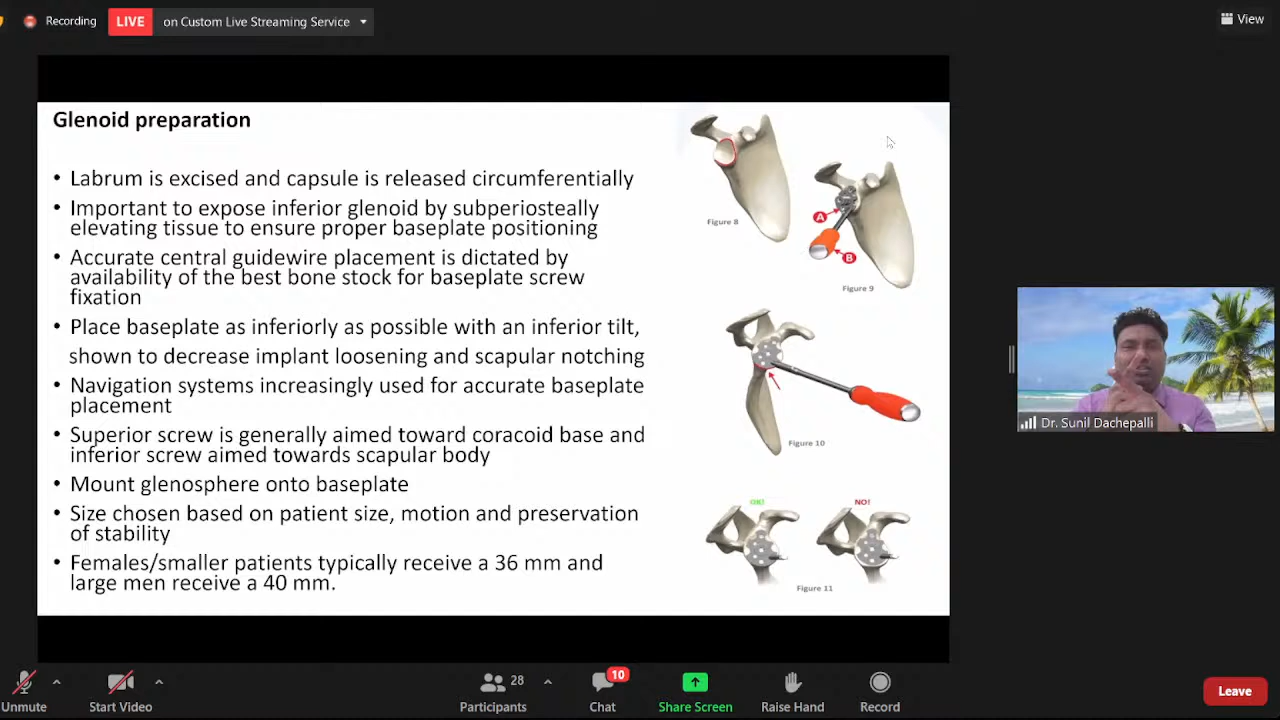 Recording
LIVE
on Custom Live Streaming Service
View
Glenoid preparation
• Labrum is excised and capsule is released circumferentially
• Important to expose inferior glenoid by subperiosteally
elevating tissue to ensure proper baseplate positioning
• Accurate central guidewire placement is dictated by
availability of the best bone stock for baseplate screw
fixation
• Place baseplate as inferiorly as possible with an inferior tilt,
shown to decrease implant loosening and scapular notching
• Navigation systems increasingly used for accurate baseplate
placement
• Superior screw is generally aimed toward coracoid base and
inferior screw aimed towards scapular body
• Mount glenosphere onto baseplate
• Size chosen based on patient size, motion and preservation
of stability
• Females/smaller patients typically receive a 36 mm and
large men receive a 40 mm.
Figure 8
A
B
Figure 9
Figure 10
OK!
NO!
Figure 11
Dr. Sunil Dachepalli
Unmute
Start Video
28
Participants
10
Chat
Share Screen
Raise Hand
Record
Leave